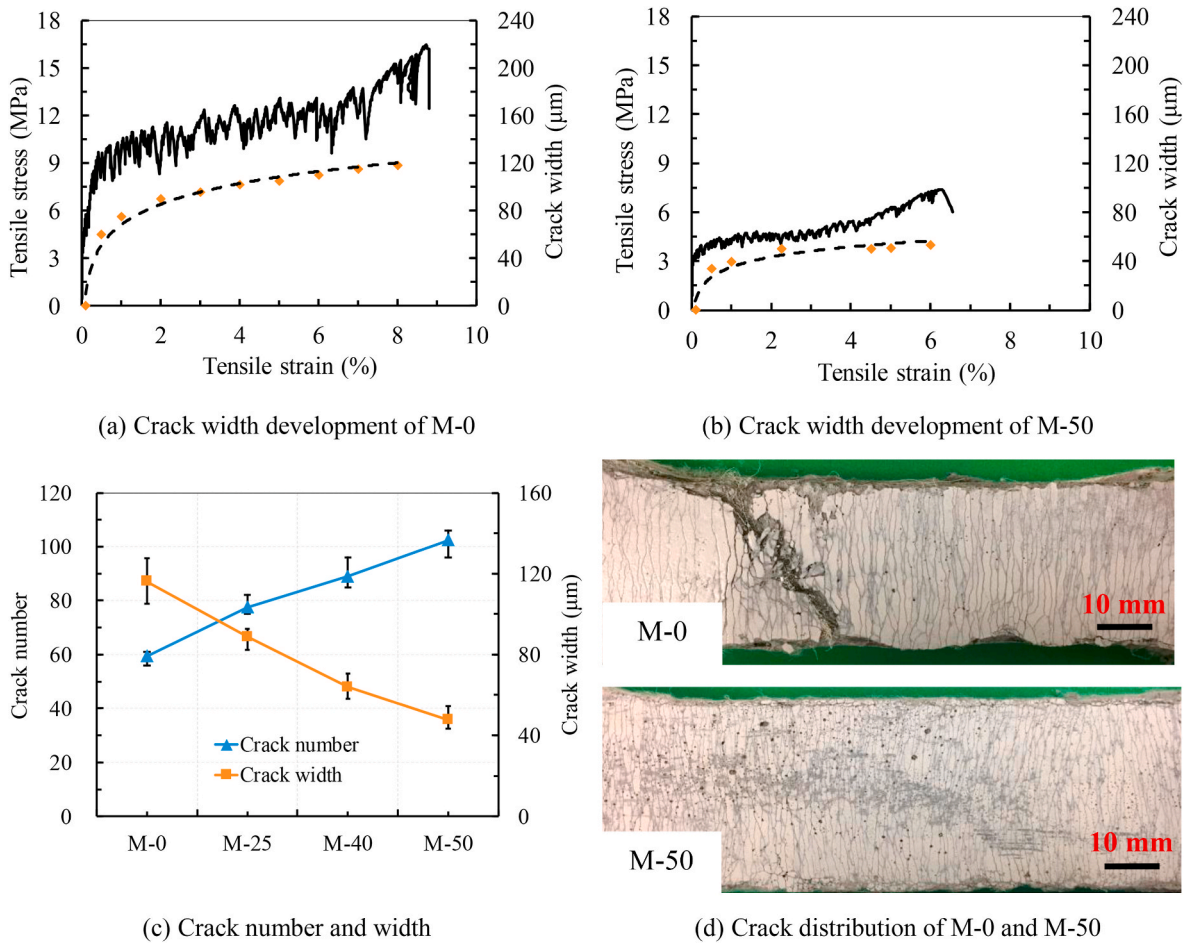 18
15
12
9
6
3
0
Tensile stress (MPa)
240
200
160
120
80
40
0
Crack width (µm)
0 2 4 6 8 10
Tensile strain (%)
(a) Crack width development of M-0
18
15
12
9
6
3
0
Tensile stress (MPa)
240
200
160
120
80
40
0
Crack width (µm)
0 2 4 6 8 10
Tensile strain (%)
(b) Crack width development of M-50
120
100
80
60
40
20
0
Crack number
160
120
80
40
0
Crack width (µm)
Crack number
Crack width
M-0 M-25 M-40 M-50
(c) Crack number and width
M-0
10 mm
M-50
10 mm
(d) Crack distribution of M-0 and M-50